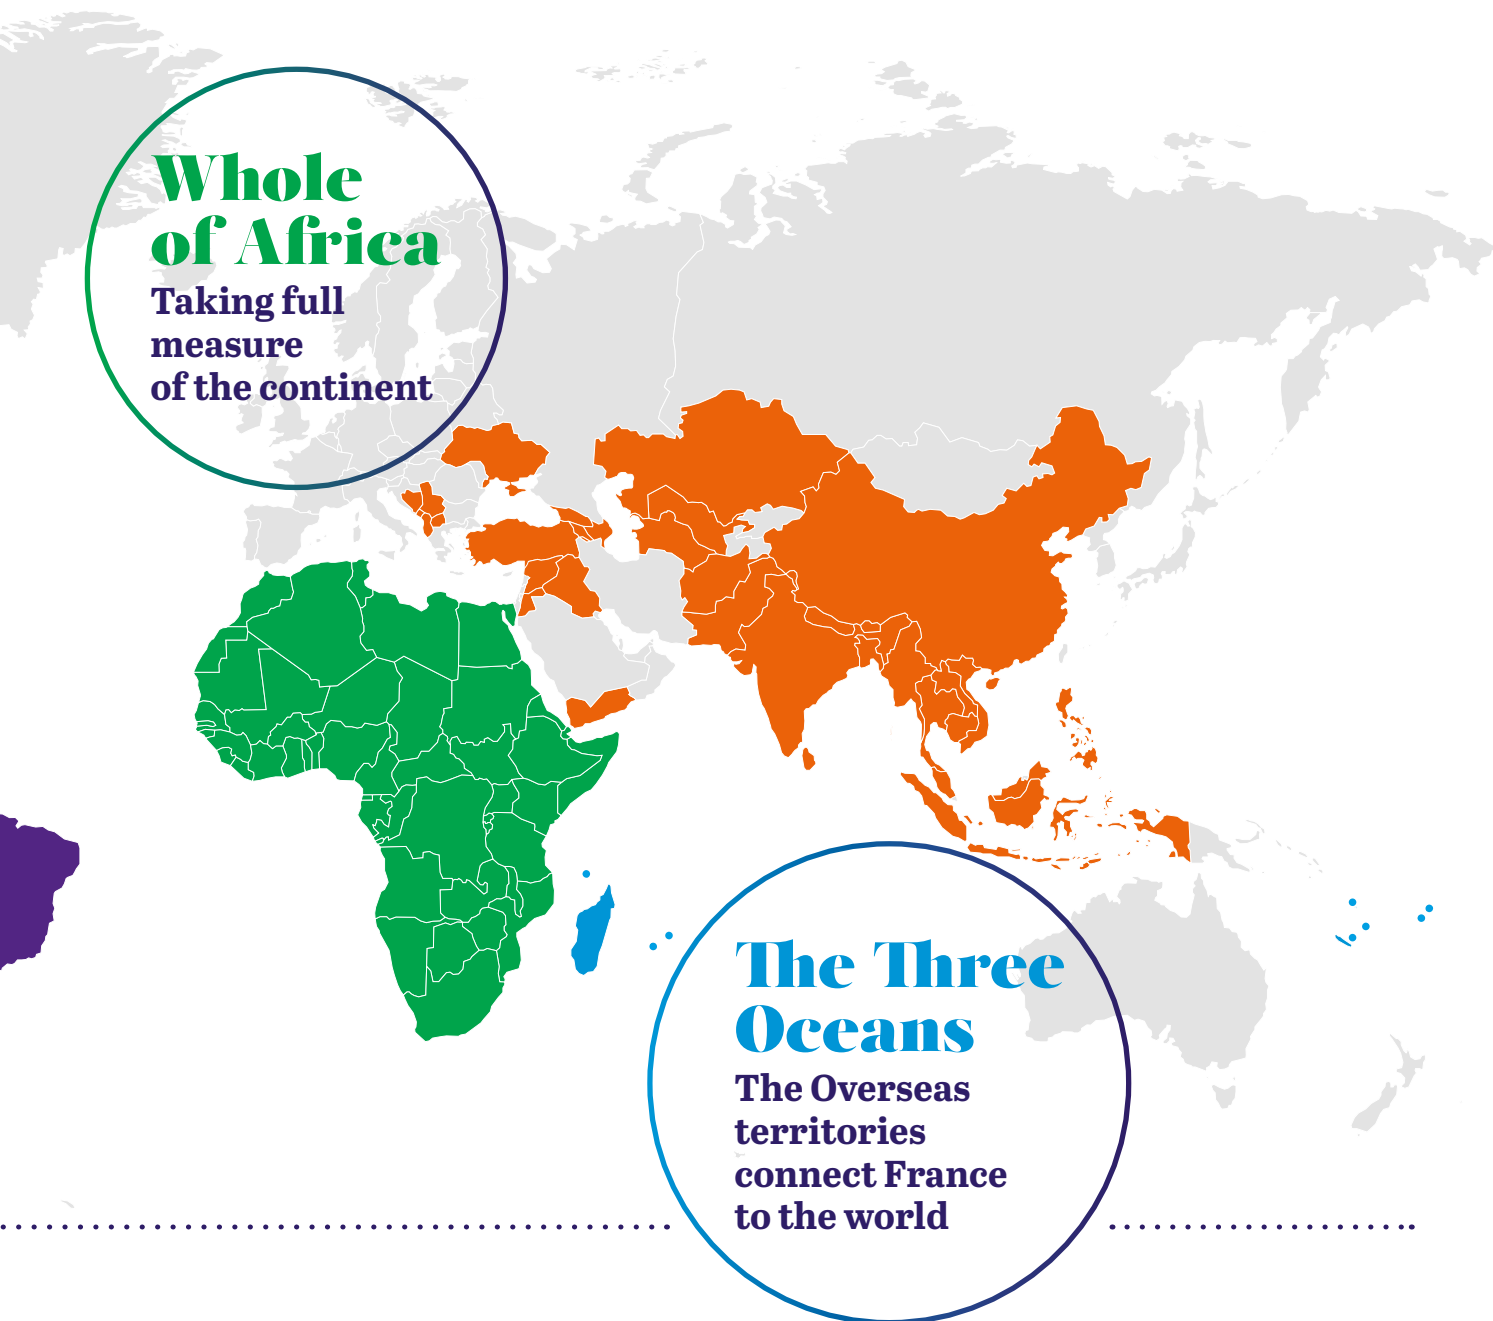 Whole
of Africa
Taking full
measure
of the continent
The Three
Oceans
The Overseas
territories
connect France
to the world